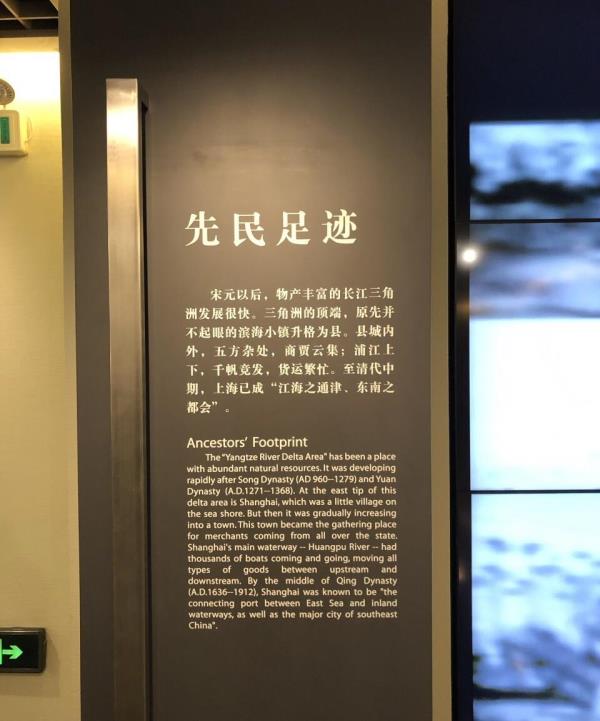 先民足迹
宋元以后，物产丰富的长江三角
洲发展很快。三角洲的顶端，原先并
不起眼的滨海小镇升格为县。县城内
外，五方杂处，商贾云集；浦江上
下，千帆竞发，货运繁忙。至清代中
期，上海已成“江海之通津、东南之
都会”。
Ancestors' Footprint
The "Yangtze River Delta Area" has been a place
with abundant natural resources. It was developing
rapidly after Song Dynasty (AD 960--1279) and Yuan
Dynasty (A.D.1271--1368). At the east tip of this
delta area is Shanghai, which was a little village on
the sea shore. But then it was gradually increasing
into a town. This town became the gathering place
for merchants coming from all over the state.
Shanghai's main waterway -- Huangpu River -- had
thousands of boats coming and going, moving all
types of goods between upstream and
downstream. By the middle of Qing Dynasty
(A.D.1636--1912), Shanghai was known to be "the
connecting port between East Sea and inland
waterways, as well as the major city of southeast
China".